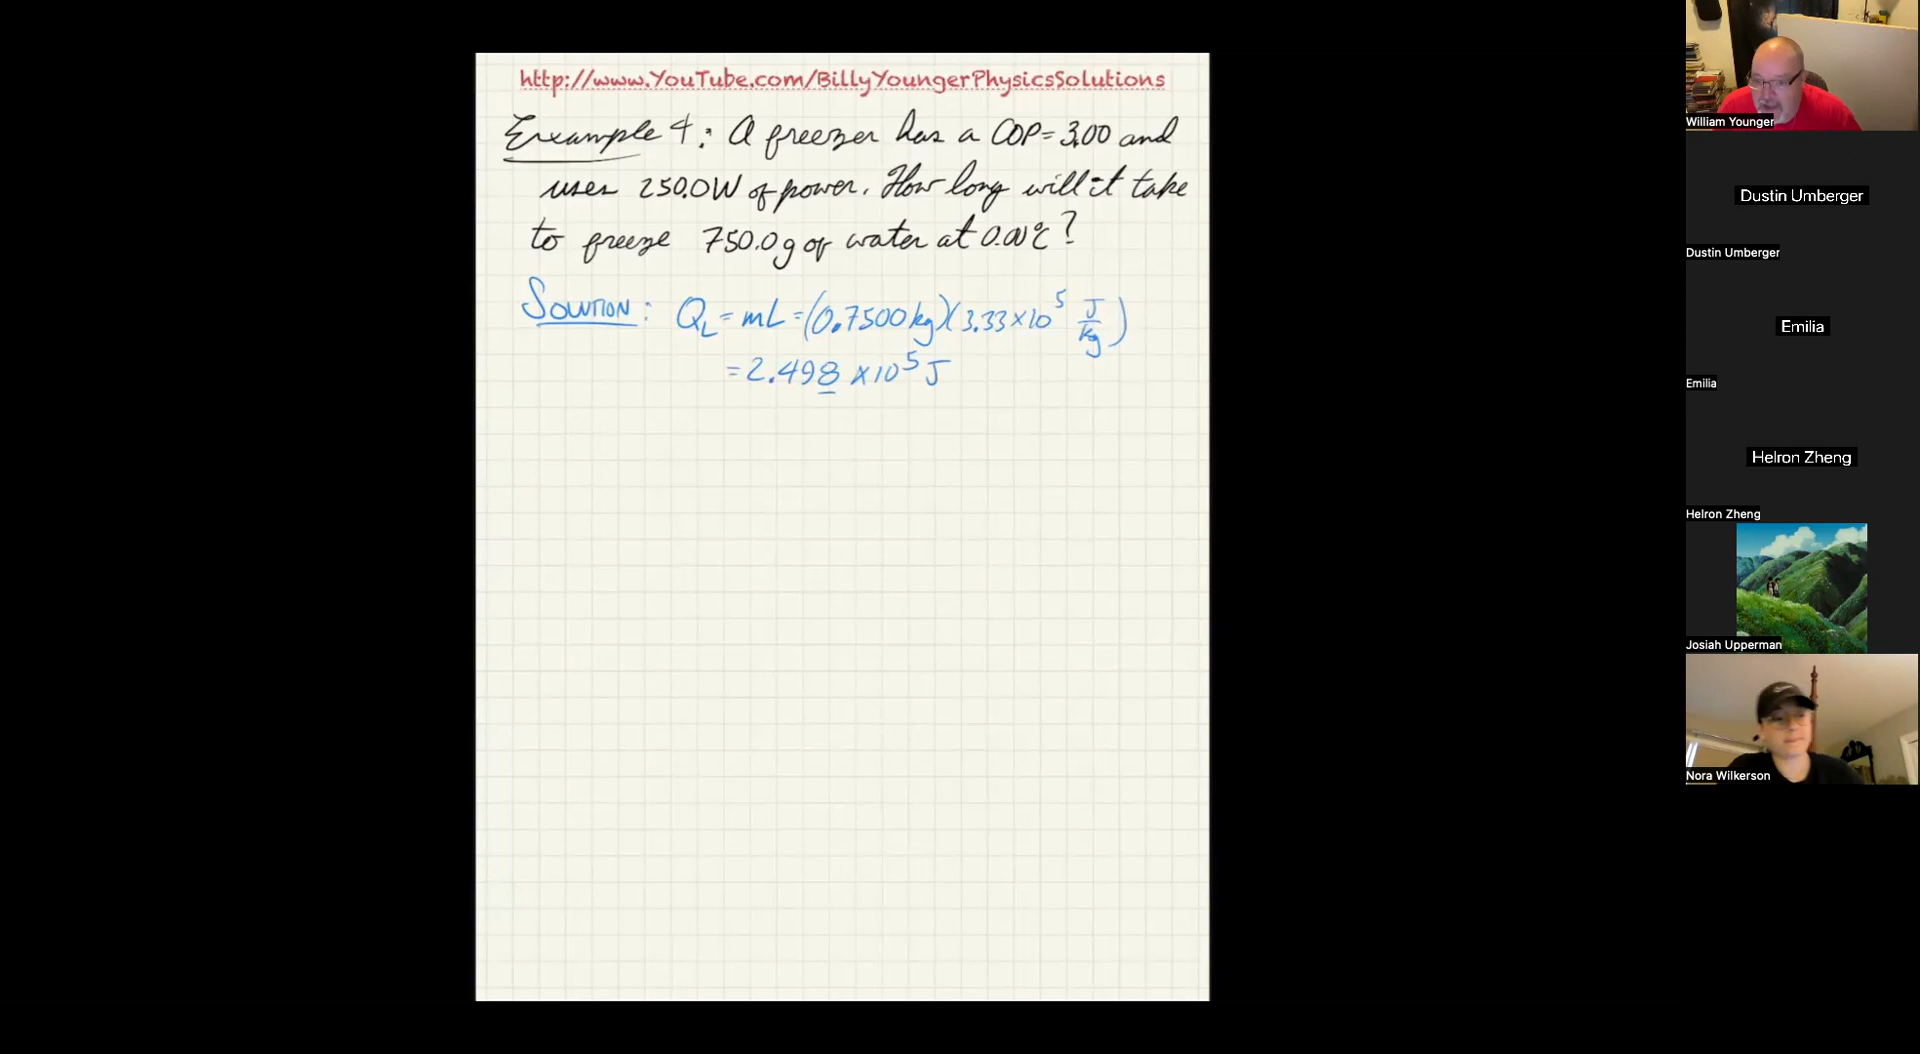 http://www.YouTube.com/BillyYoungerPhysicsSolutions
Example 4: A freezer has a COP = 3.00 and
uses 250.0W of power. How long will it take
to freeze 750.0g of water at 0.00°C?
SOLUTION: Q_L = mL = (0.7500 kg)(3.33×10^5 J/kg)
= 2.498 ×10^5 J
William Younger
Dustin Umberger
Dustin Umberger
Emilia
Emilia
Helron Zheng
Helron Zheng
Josiah Upperman
Nora Wilkerson